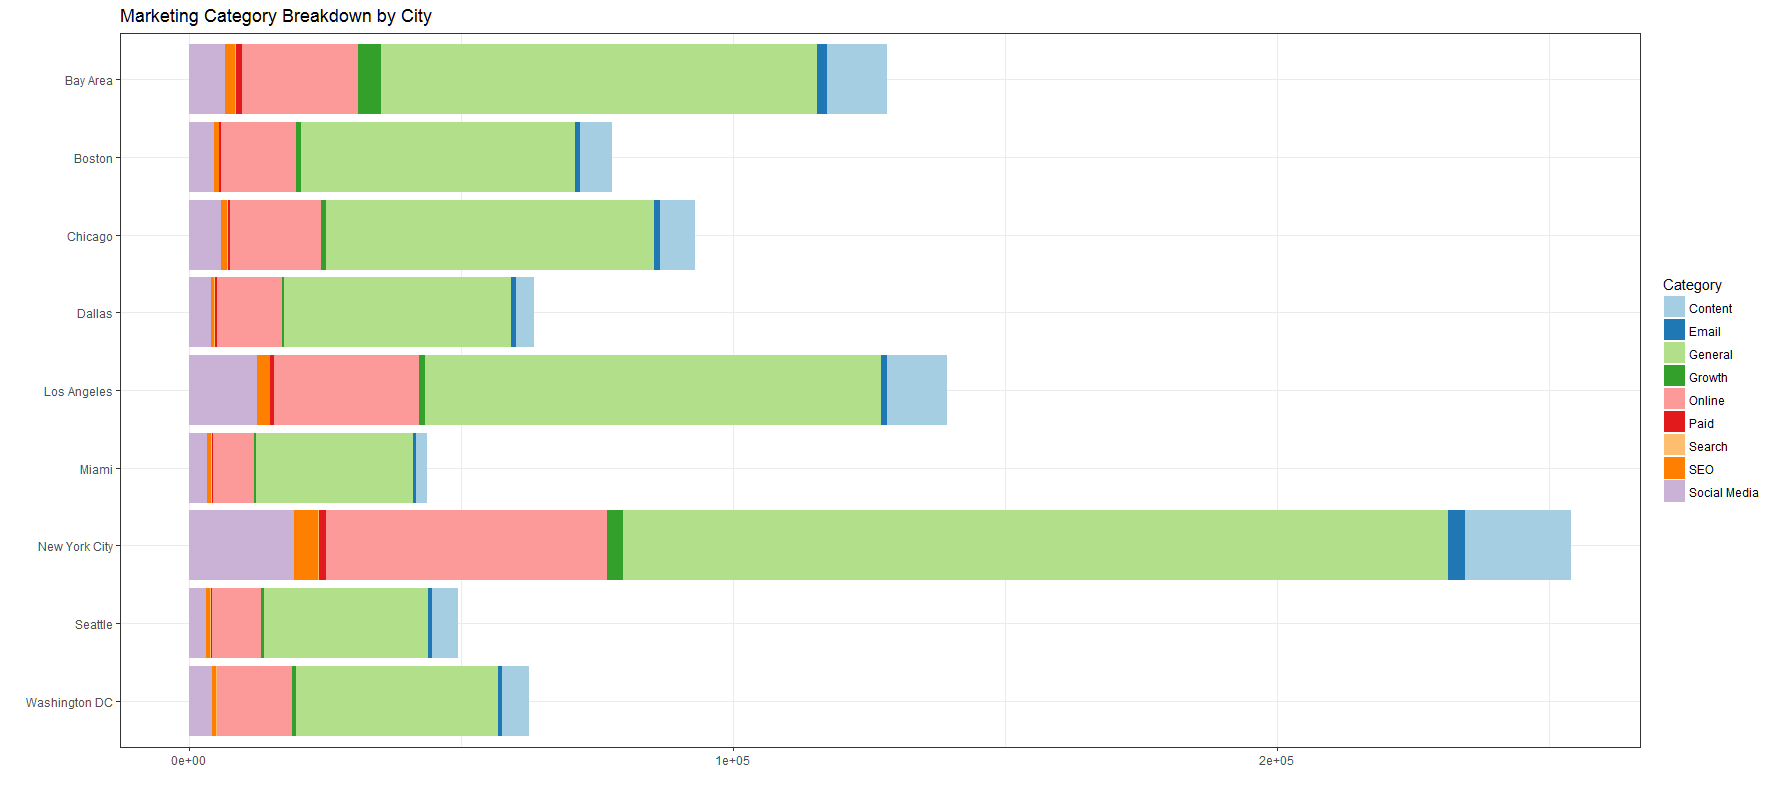 Marketing Category Breakdown by City
Bay Area
Boston
Chicago
Dallas
Los Angeles
Miami
New York City
Seattle
Washington DC
0e+00
1e+05
2e+05
Category
Content
Email
General
Growth
Online
Paid
Search
SEO
Social Media